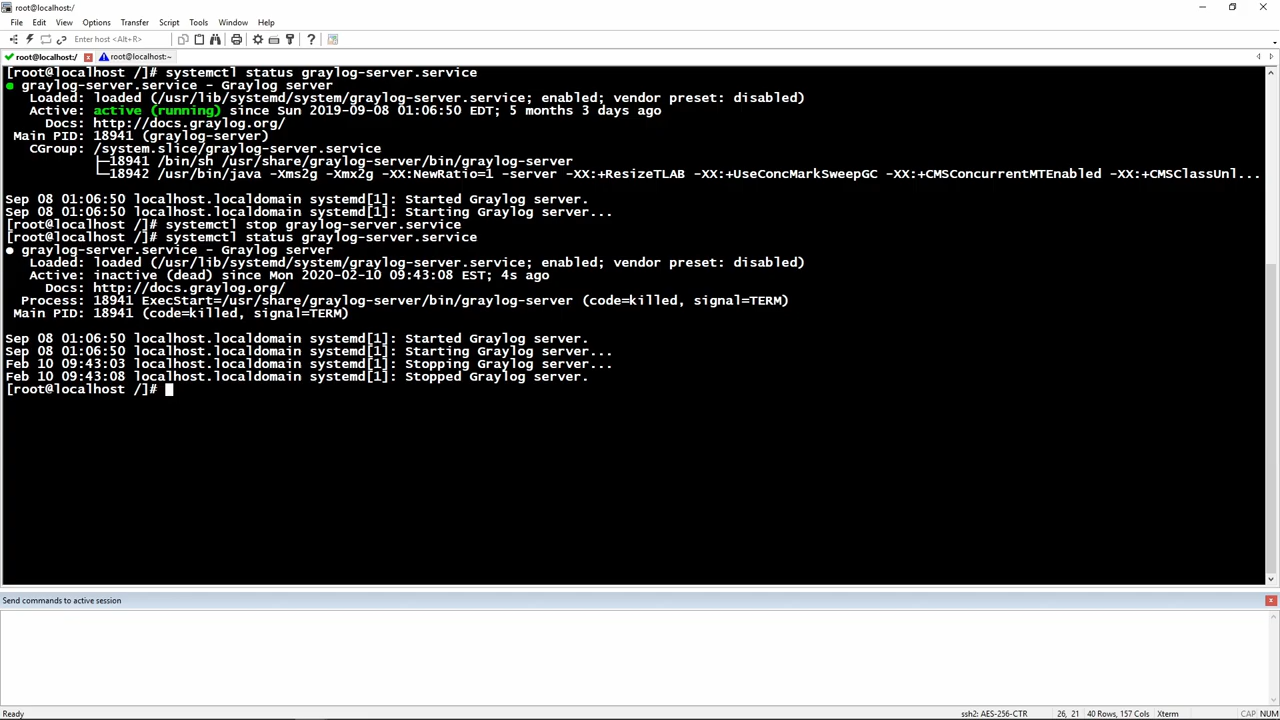 root@localhost:/
File Edit View Options Transfer Script Tools Window Help
Enter host <Alt+R>
root@localhost:/ root@localhost:~
[root@localhost /]# systemctl status graylog-server.service
● graylog-server.service - Graylog server
Loaded: loaded (/usr/lib/systemd/system/graylog-server.service; enabled; vendor preset: disabled)
Active: active (running) since Sun 2019-09-08 01:06:50 EDT; 5 months 3 days ago
Docs: http://docs.graylog.org/
Main PID: 18941 (graylog-server)
CGroup: /system.slice/graylog-server.service
├─18941 /bin/sh /usr/share/graylog-server/bin/graylog-server
└─18942 /usr/bin/java -Xms2g -Xmx2g -XX:NewRatio=1 -server -XX:+ResizeTLAB -XX:+UseConcMarkSweepGC -XX:+CMSConcurrentMTEnabled -XX:+CMSClassUnl...
Sep 08 01:06:50 localhost.localdomain systemd[1]: Started Graylog server.
Sep 08 01:06:50 localhost.localdomain systemd[1]: Starting Graylog server...
[root@localhost /]# systemctl stop graylog-server.service
[root@localhost /]# systemctl status graylog-server.service
● graylog-server.service - Graylog server
Loaded: loaded (/usr/lib/systemd/system/graylog-server.service; enabled; vendor preset: disabled)
Active: inactive (dead) since Mon 2020-02-10 09:43:08 EST; 4s ago
Docs: http://docs.graylog.org/
Process: 18941 ExecStart=/usr/share/graylog-server/bin/graylog-server (code=killed, signal=TERM)
Main PID: 18941 (code=killed, signal=TERM)
Sep 08 01:06:50 localhost.localdomain systemd[1]: Started Graylog server.
Sep 08 01:06:50 localhost.localdomain systemd[1]: Starting Graylog server...
Feb 10 09:43:03 localhost.localdomain systemd[1]: Stopping Graylog server...
Feb 10 09:43:08 localhost.localdomain systemd[1]: Stopped Graylog server.
[root@localhost /]#
Send commands to active session
Ready ssh2: AES-256-CTR 26, 21 40 Rows, 157 Cols Xterm CAP NUM